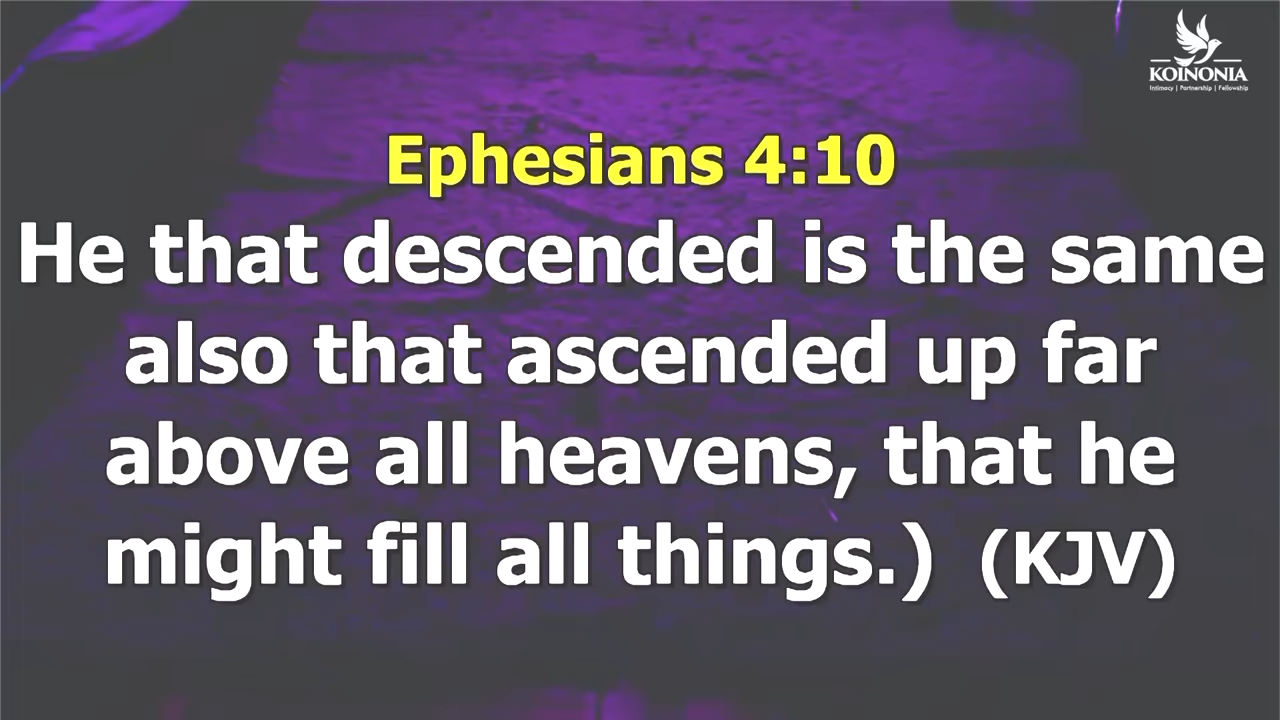 KOINONIA
Intimacy | Partnership | Fellowship
Ephesians 4:10
He that descended is the same
also that ascended up far
above all heavens, that he
might fill all things.) (KJV)